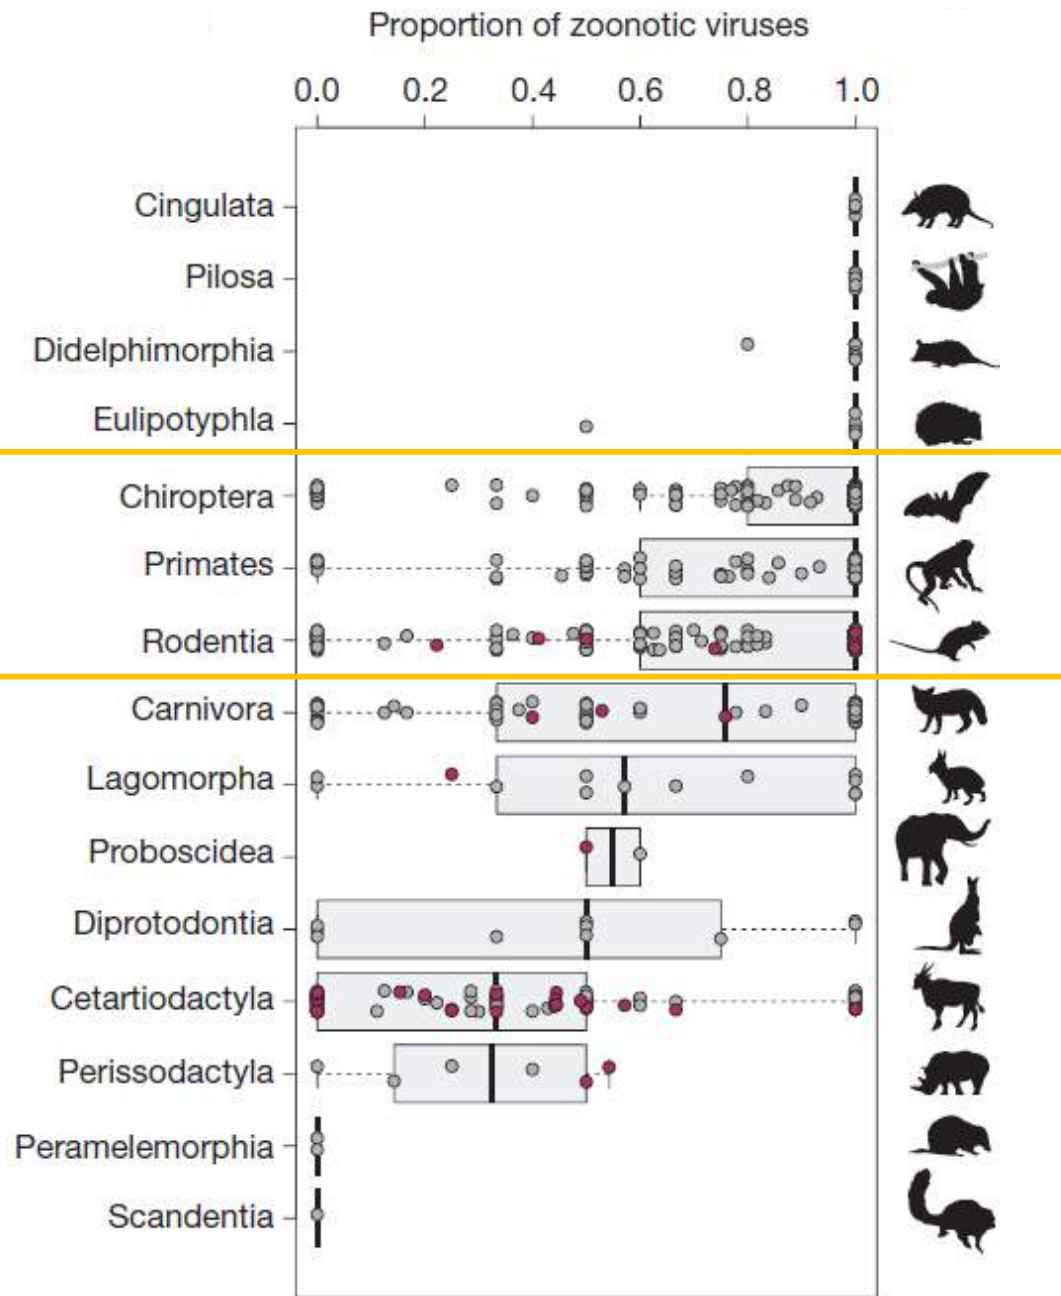 Proportion of zoonotic viruses
0.0 0.2 0.4 0.6 0.8 1.0
Cingulata
Pilosa
Didelphimorphia
Eulipotyphla
Chiroptera
Primates
Rodentia
Carnivora
Lagomorpha
Proboscidea
Diprotodontia
Cetartiodactyla
Perissodactyla
Peramelemorphia
Scandentia